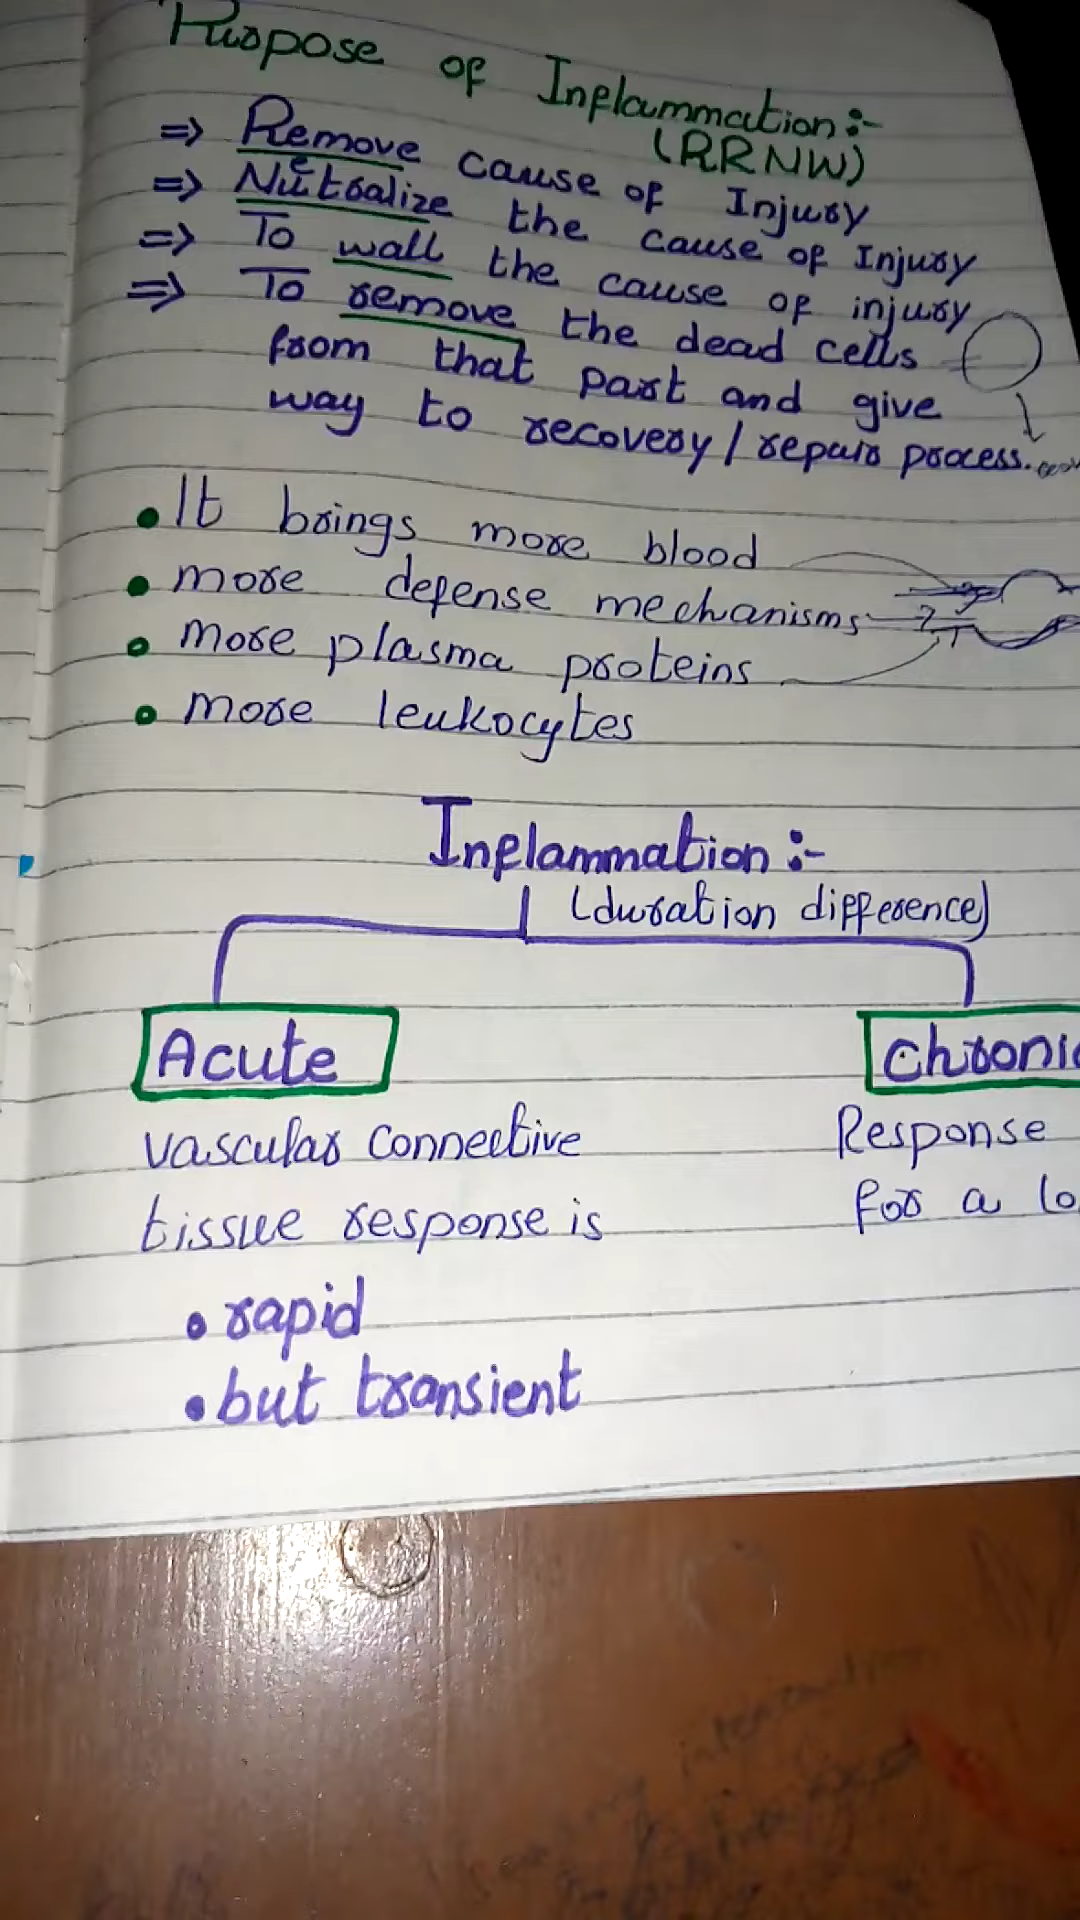 Purpose of Inflammation:-
(RRNW)
⇒ Remove cause of Injury
⇒ Nuetralize the cause of Injury
⇒ To wall the cause of injury
⇒ To remove the dead cells
from that part and give
way to recovery/repair process.
• It brings more blood
• more defense mechanisms
• more plasma proteins
• more leukocytes
Inflammation:-
(duration difference)
Acute
Chronic
vascular connective
Response
tissue response is
for a lo
• rapid
• but transient